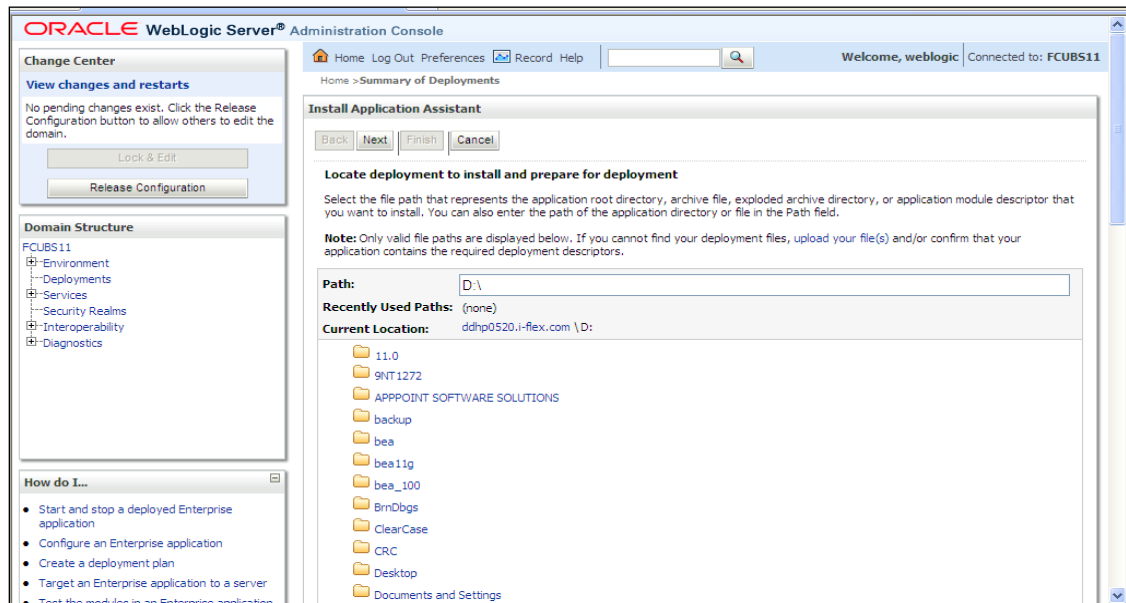 ORACLE WebLogic Server® Administration Console
Change Center
View changes and restarts
No pending changes exist. Click the Release
Configuration button to allow others to edit the
domain.
Lock & Edit
Release Configuration
Domain Structure
FCUBS11
Environment
Deployments
Services
Security Realms
Interoperability
Diagnostics
How do I...
Start and stop a deployed Enterprise
application
Configure an Enterprise application
Create a deployment plan
Target an Enterprise application to a server
Test the modules in an Enterprise application
Home Log Out Preferences Record Help
Welcome, weblogic Connected to: FCUBS11
Home >Summary of Deployments
Install Application Assistant
Back Next Finish Cancel
Locate deployment to install and prepare for deployment
Select the file path that represents the application root directory, archive file, exploded archive directory, or application module descriptor that
you want to install. You can also enter the path of the application directory or file in the Path field.
Note: Only valid file paths are displayed below. If you cannot find your deployment files, upload your file(s) and/or confirm that your
application contains the required deployment descriptors.
Path: D:\
Recently Used Paths: (none)
Current Location: ddhp0520.i-flex.com \D:
11.0
9NT1272
APPPOINT SOFTWARE SOLUTIONS
backup
bea
bea11g
bea_100
BrnDbgs
ClearCase
CRC
Desktop
Documents and Settings